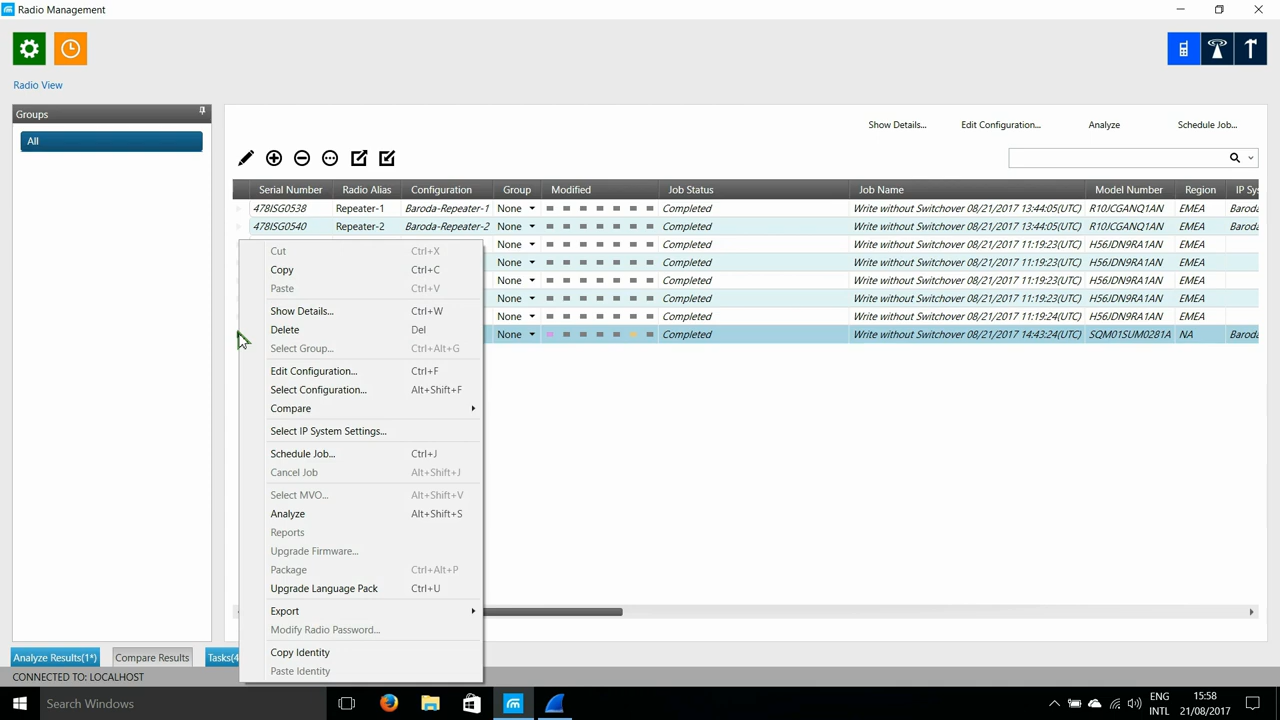 Radio Management
Radio View
Groups
All
Show Details... Edit Configuration... Analyze Schedule Job...
Serial Number Radio Alias Configuration Group Modified Job Status Job Name Model Number Region IP Sy
478ISG0538 Repeater-1 Baroda-Repeater-1 None Completed Write without Switchover 08/21/2017 13:44:05(UTC) R10JCGANQ1AN EMEA Baroda
478ISG0540 Repeater-2 Baroda-Repeater-2 None Completed Write without Switchover 08/21/2017 13:44:05(UTC) R10JCGANQ1AN EMEA Baroda
None Completed Write without Switchover 08/21/2017 11:19:23(UTC) H56JDN9RA1AN EMEA
None Completed Write without Switchover 08/21/2017 11:19:23(UTC) H56JDN9RA1AN EMEA
None Completed Write without Switchover 08/21/2017 11:19:23(UTC) H56JDN9RA1AN EMEA
None Completed Write without Switchover 08/21/2017 11:19:23(UTC) H56JDN9RA1AN EMEA
None Completed Write without Switchover 08/21/2017 11:19:24(UTC) H56JDN9RA1AN EMEA
None Completed Write without Switchover 08/21/2017 14:43:24(UTC) SQM01SUM0281A NA Baroda
Cut Ctrl+X
Copy Ctrl+C
Paste Ctrl+V
Show Details... Ctrl+W
Delete Del
Select Group... Ctrl+Alt+G
Edit Configuration... Ctrl+F
Select Configuration... Alt+Shift+F
Compare
Select IP System Settings...
Schedule Job... Ctrl+J
Cancel Job Alt+Shift+J
Select MVO... Alt+Shift+V
Analyze Alt+Shift+S
Reports
Upgrade Firmware...
Package Ctrl+Alt+P
Upgrade Language Pack Ctrl+U
Export
Modify Radio Password...
Copy Identity
Paste Identity
Analyze Results(1*) Compare Results Tasks(4
CONNECTED TO: LOCALHOST
Search Windows
ENG 15:58
INTL 21/08/2017